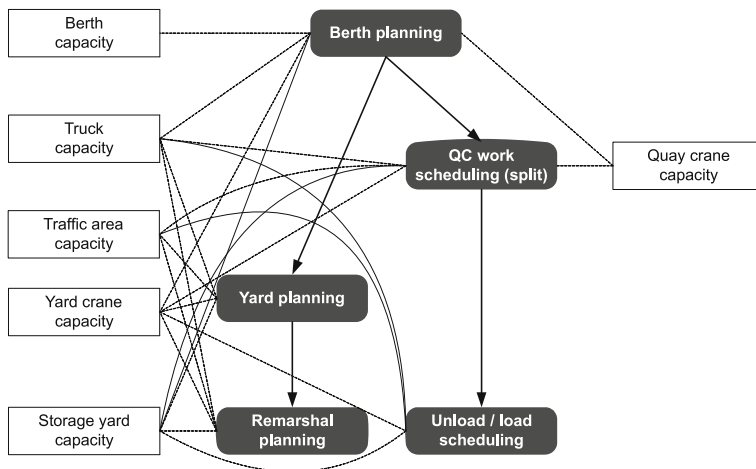 Berth
capacity
Berth planning
Truck
capacity
QC work
scheduling (split)
Quay crane
capacity
Traffic area
capacity
Yard crane
capacity
Yard planning
Storage yard
capacity
Remarshal
planning
Unload / load
scheduling